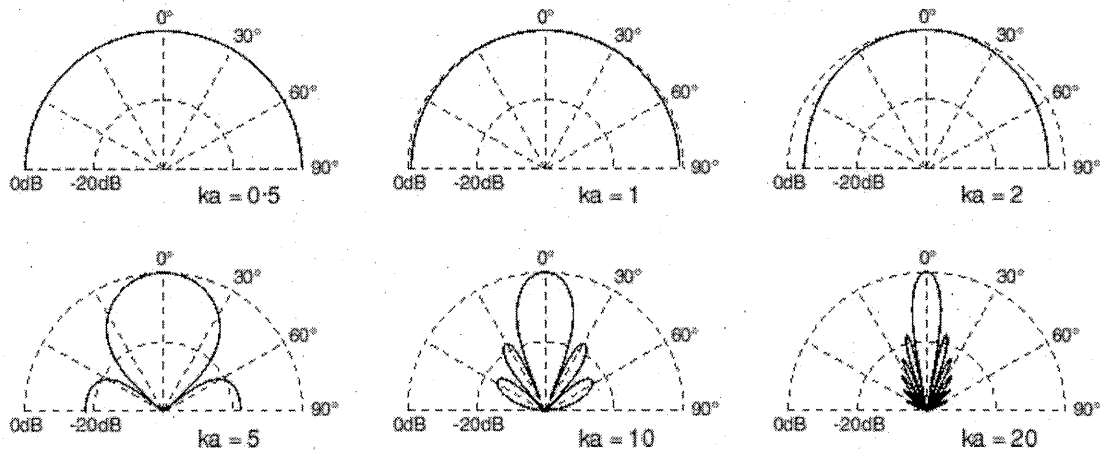 0° 0° 0°
30° 30° 30°
60° 60° 60°
90° 90° 90°
0dB -20dB 0dB -20dB 0dB -20dB
ka = 0·5 ka = 1 ka = 2
0° 0° 0°
30° 30° 30°
60° 60° 60°
90° 90° 90°
0dB -20dB 0dB -20dB 0dB -20dB
ka = 5 ka = 10 ka = 20